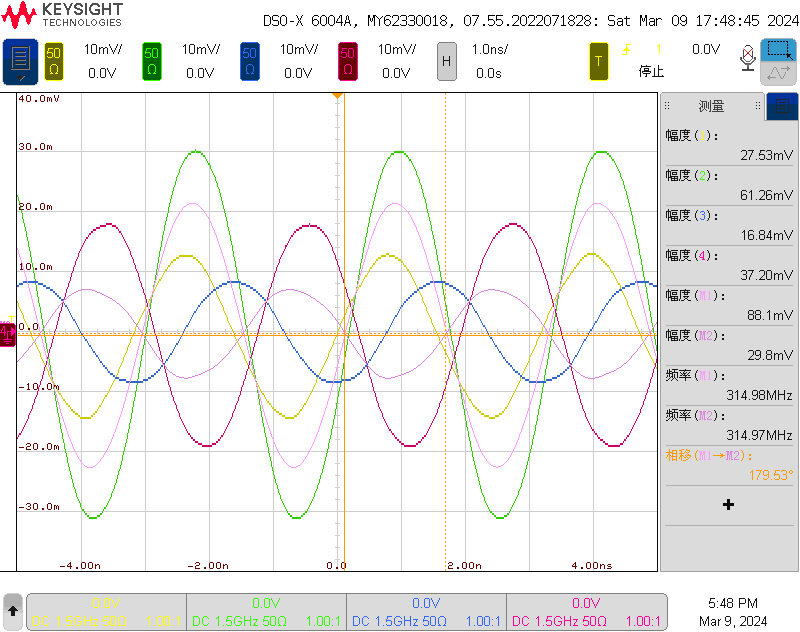 KEYSIGHT
TECHNOLOGIES
DSO-X 6004A, MY62330018, 07.55.2022071828: Sat Mar 09 17:48:45 2024
50Ω 10mV/ 50Ω 10mV/ 50Ω 10mV/ 50Ω 10mV/ H 1.0ns/ T 1 0.0V
0.0V 0.0V 0.0V 0.0V 0.0s 停止
40.0mV
30.0m
20.0m
10.0m
0.0
-10.0m
-20.0m
-30.0m
-4.00n -2.00n 0.0 2.00n 4.00ns
测量
幅度(1):
27.53mV
幅度(2):
61.26mV
幅度(3):
16.84mV
幅度(4):
37.20mV
幅度(M1):
88.1mV
幅度(M2):
29.8mV
频率(M1):
314.98MHz
频率(M2):
314.97MHz
相移(M1→M2):
179.53°
0.0V 0.0V 0.0V 0.0V
DC 1.5GHz 50Ω 1.00:1 DC 1.5GHz 50Ω 1.00:1 DC 1.5GHz 50Ω 1.00:1 DC 1.5GHz 50Ω 1.00:1
5:48 PM
Mar 9, 2024